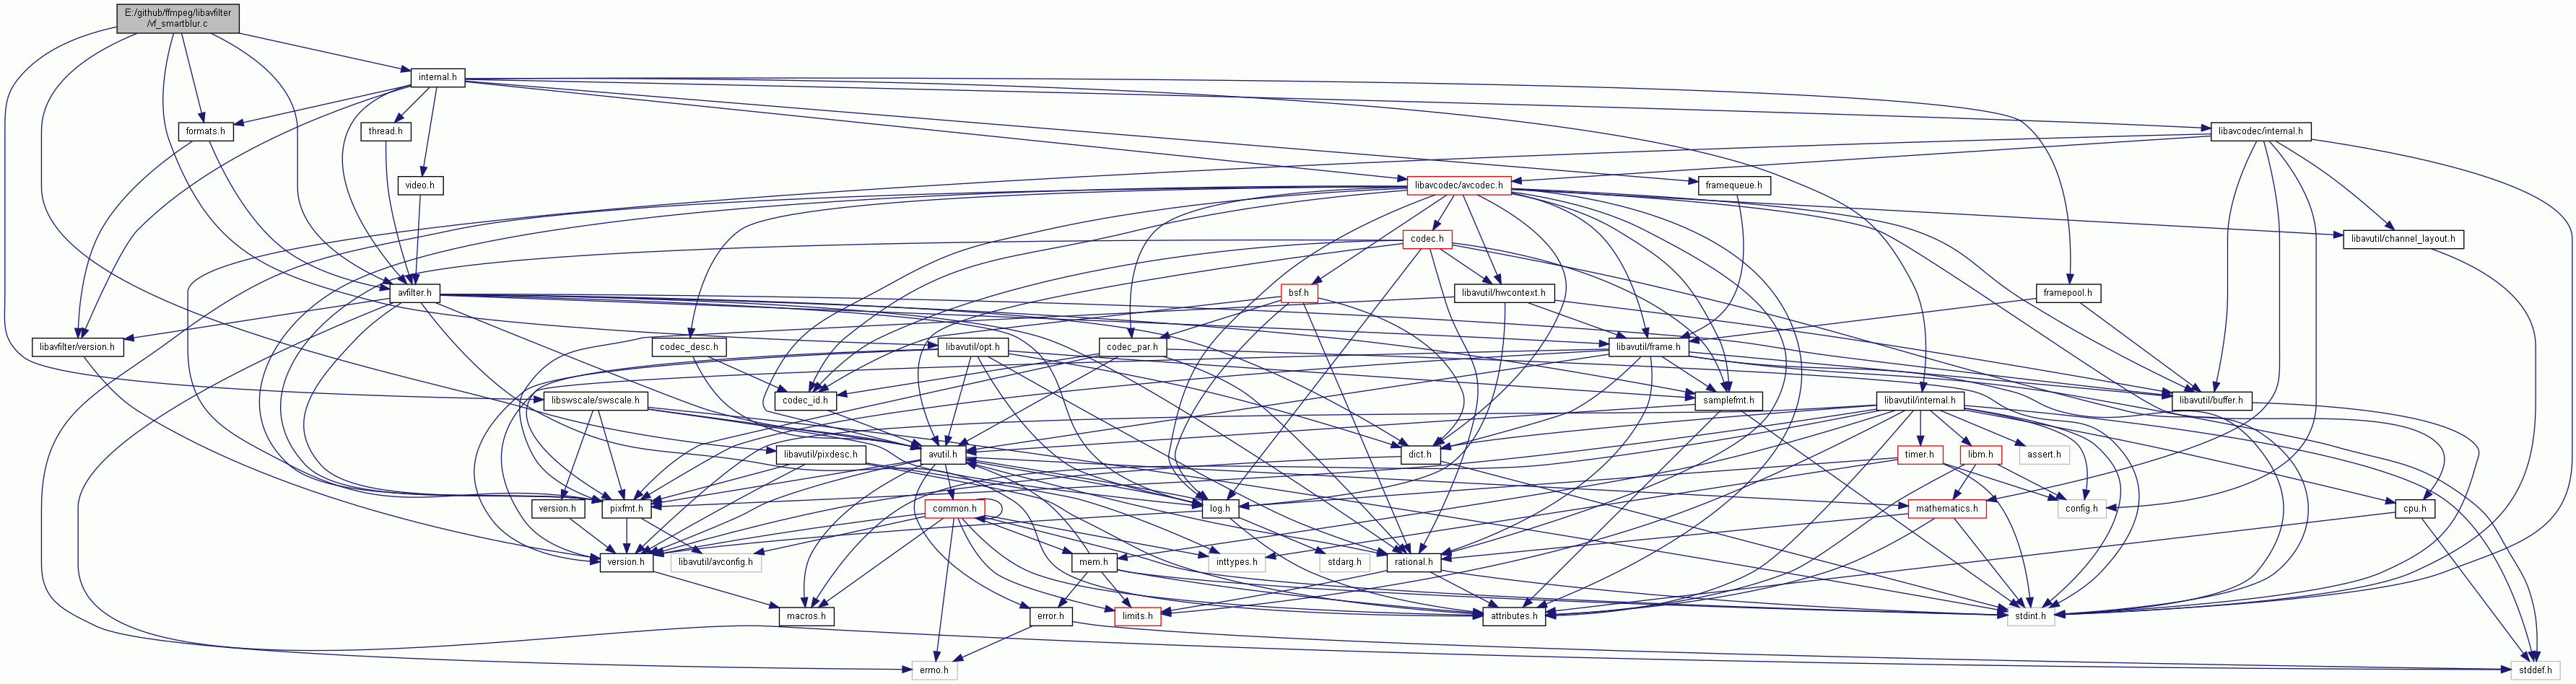 E:/github/ffmpeg/libavfilter
/vf_smartblur.c
internal.h
formats.h
thread.h
libavcodec/internal.h
video.h
libavcodec/avcodec.h
framequeue.h
codec.h
libavutil/channel_layout.h
avfilter.h
bsf.h
libavutil/hwcontext.h
framepool.h
libavfilter/version.h
codec_desc.h
libavutil/opt.h
codec_par.h
libavutil/frame.h
libswscale/swscale.h
codec_id.h
samplefmt.h
libavutil/internal.h
libavutil/buffer.h
libavutil/pixdesc.h
avutil.h
dict.h
timer.h
libm.h
assert.h
version.h
pixfmt.h
common.h
log.h
mathematics.h
config.h
cpu.h
version.h
libavutil/avconfig.h
mem.h
inttypes.h
stdarg.h
rational.h
macros.h
error.h
limits.h
attributes.h
stdint.h
errno.h
stddef.h